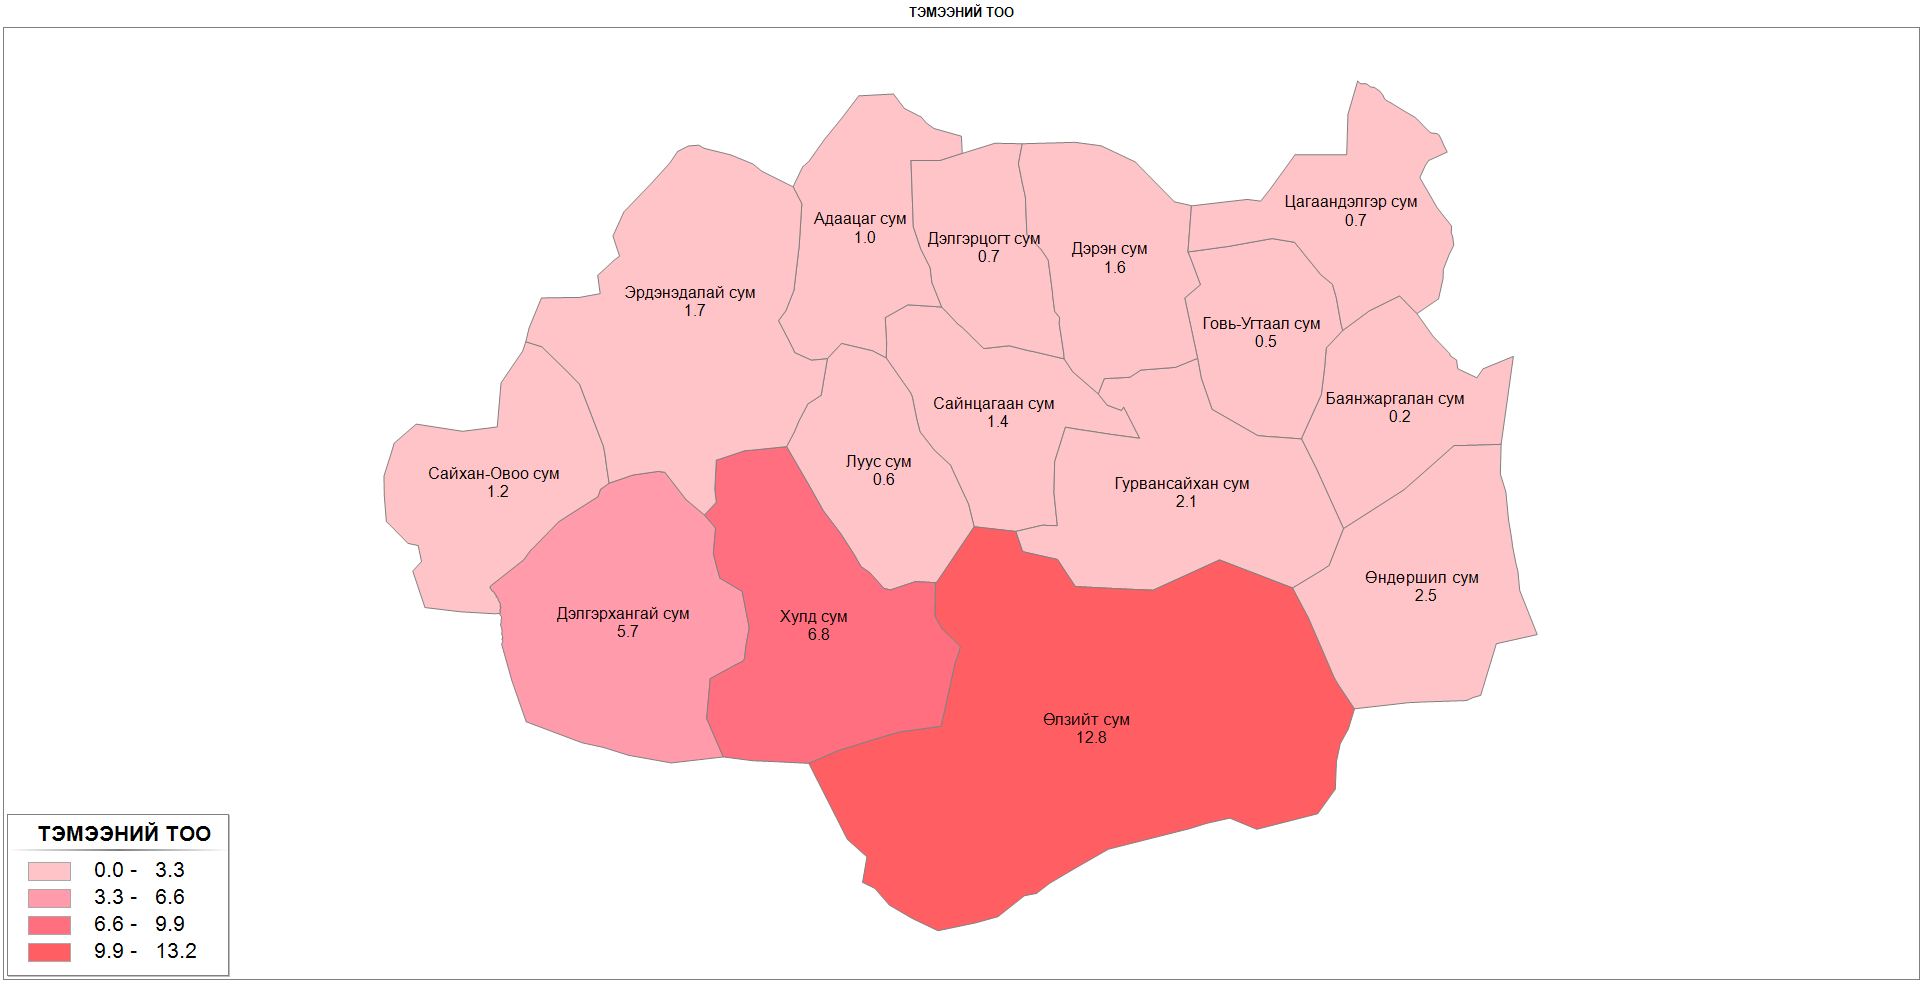 ТЭМЭЭНИЙ ТОО
Цагаандэлгэр сум
0.7
Адаацаг сум
1.0
Дэлгэрцогт сум
0.7
Дэрэн сум
1.6
Эрдэнэдалай сум
1.7
Говь-Угтаал сум
0.5
Баянжаргалан сум
0.2
Сайнцагаан сум
1.4
Луус сум
0.6
Сайхан-Овоо сум
1.2
Гурвансайхан сум
2.1
Өндөршил сум
2.5
Дэлгэрхангай сум
5.7
Хулд сум
6.8
Өлзийт сум
12.8
ТЭМЭЭНИЙ ТОО
0.0 - 3.3
3.3 - 6.6
6.6 - 9.9
9.9 - 13.2